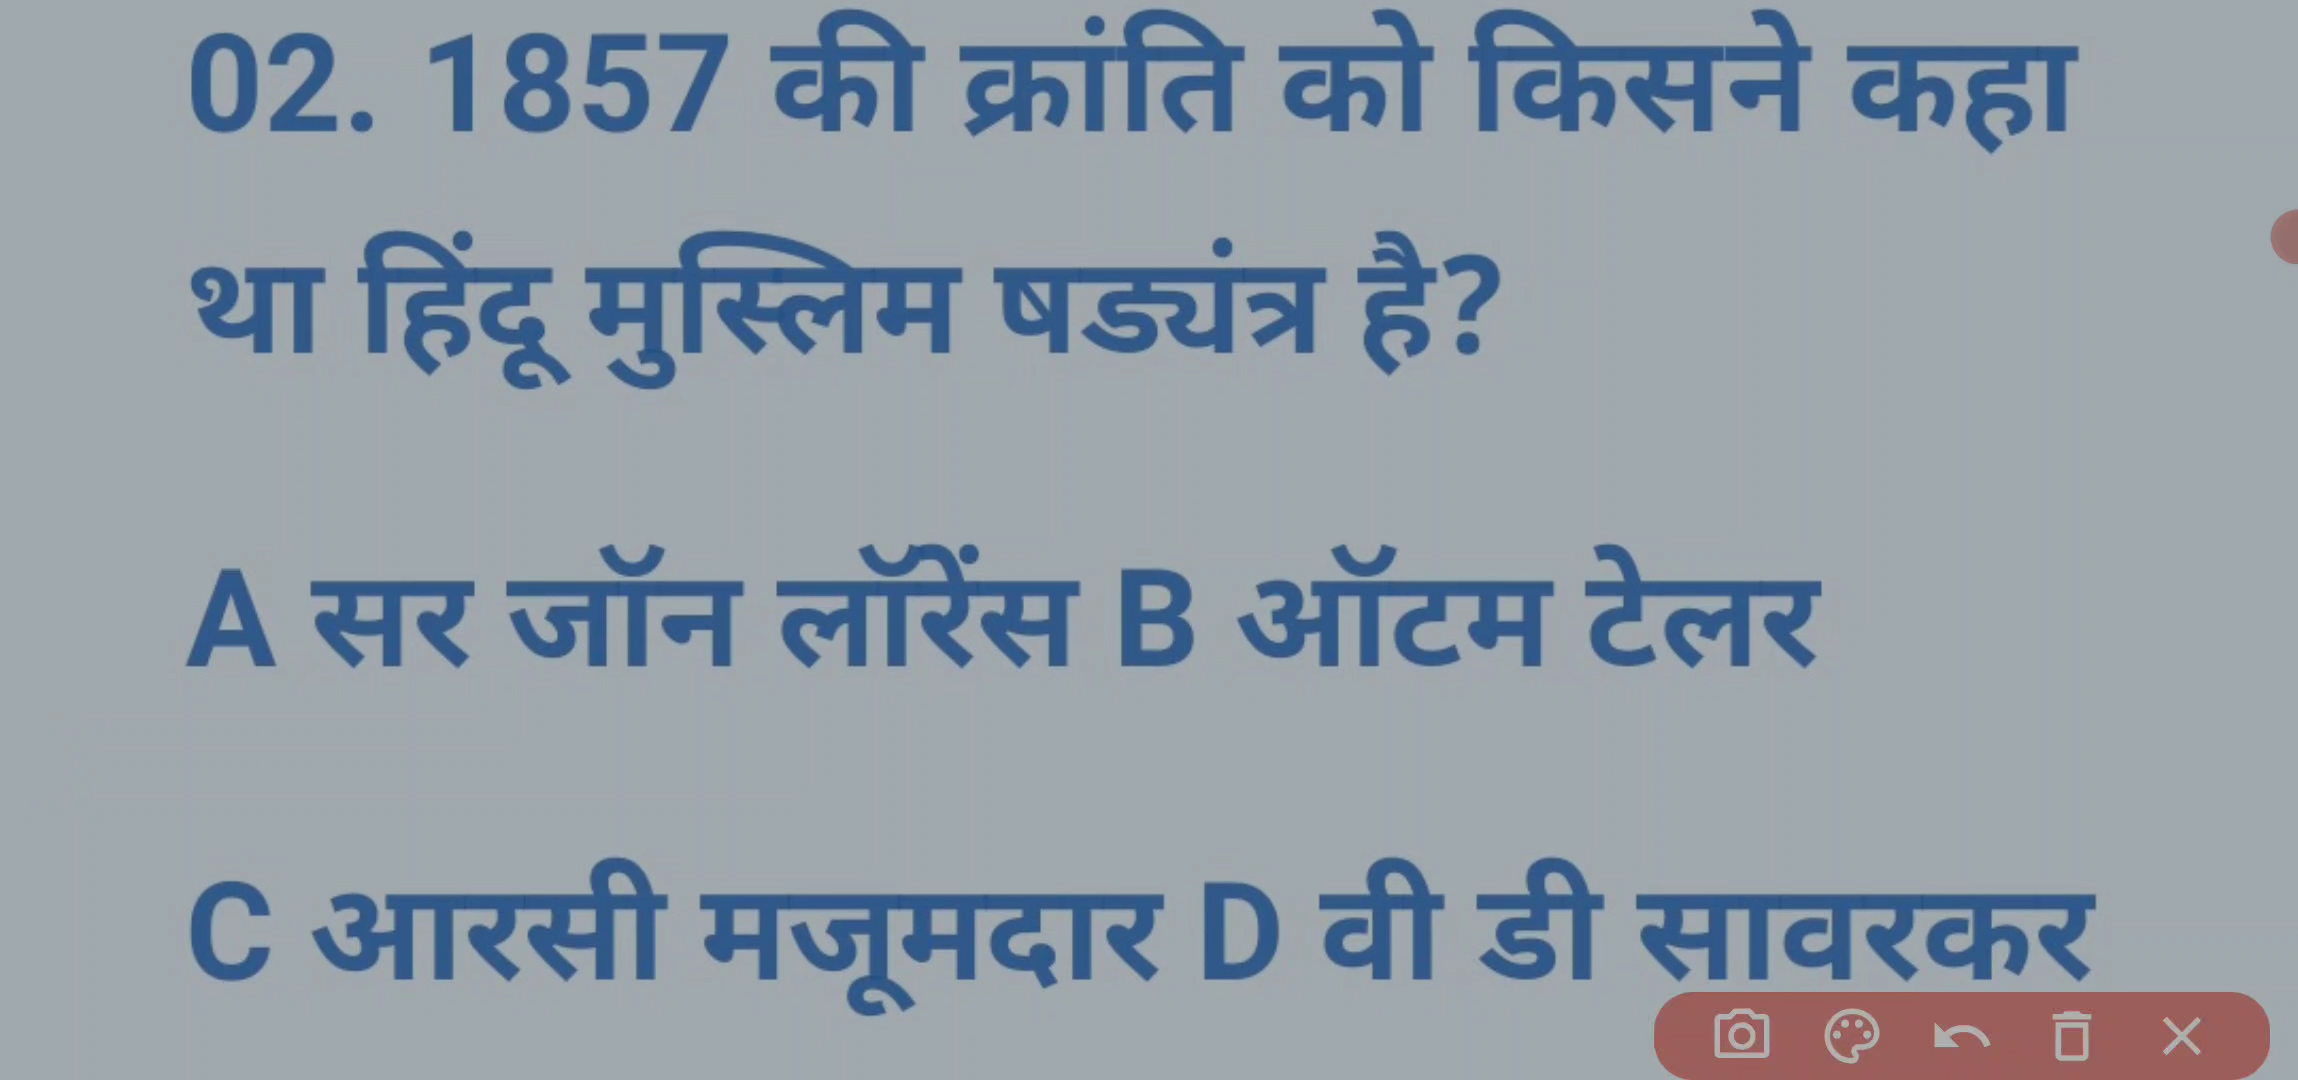 02. 1857 की क्रांति को किसने कहा
था हिंदू मुस्लिम षड्यंत्र है?
A सर जॉन लॉरेंस B ऑटम टेलर
C आरसी मजूमदार D वी डी सावरकर